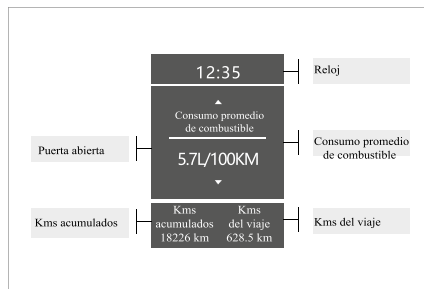 12:35
Reloj
Consumo promedio
de combustible
5.7L/100KM
Puerta abierta
Consumo promedio
de combustible
Kms acumulados
Kms
acumulados
18226 km
Kms
del viaje
628.5 km
Kms del viaje